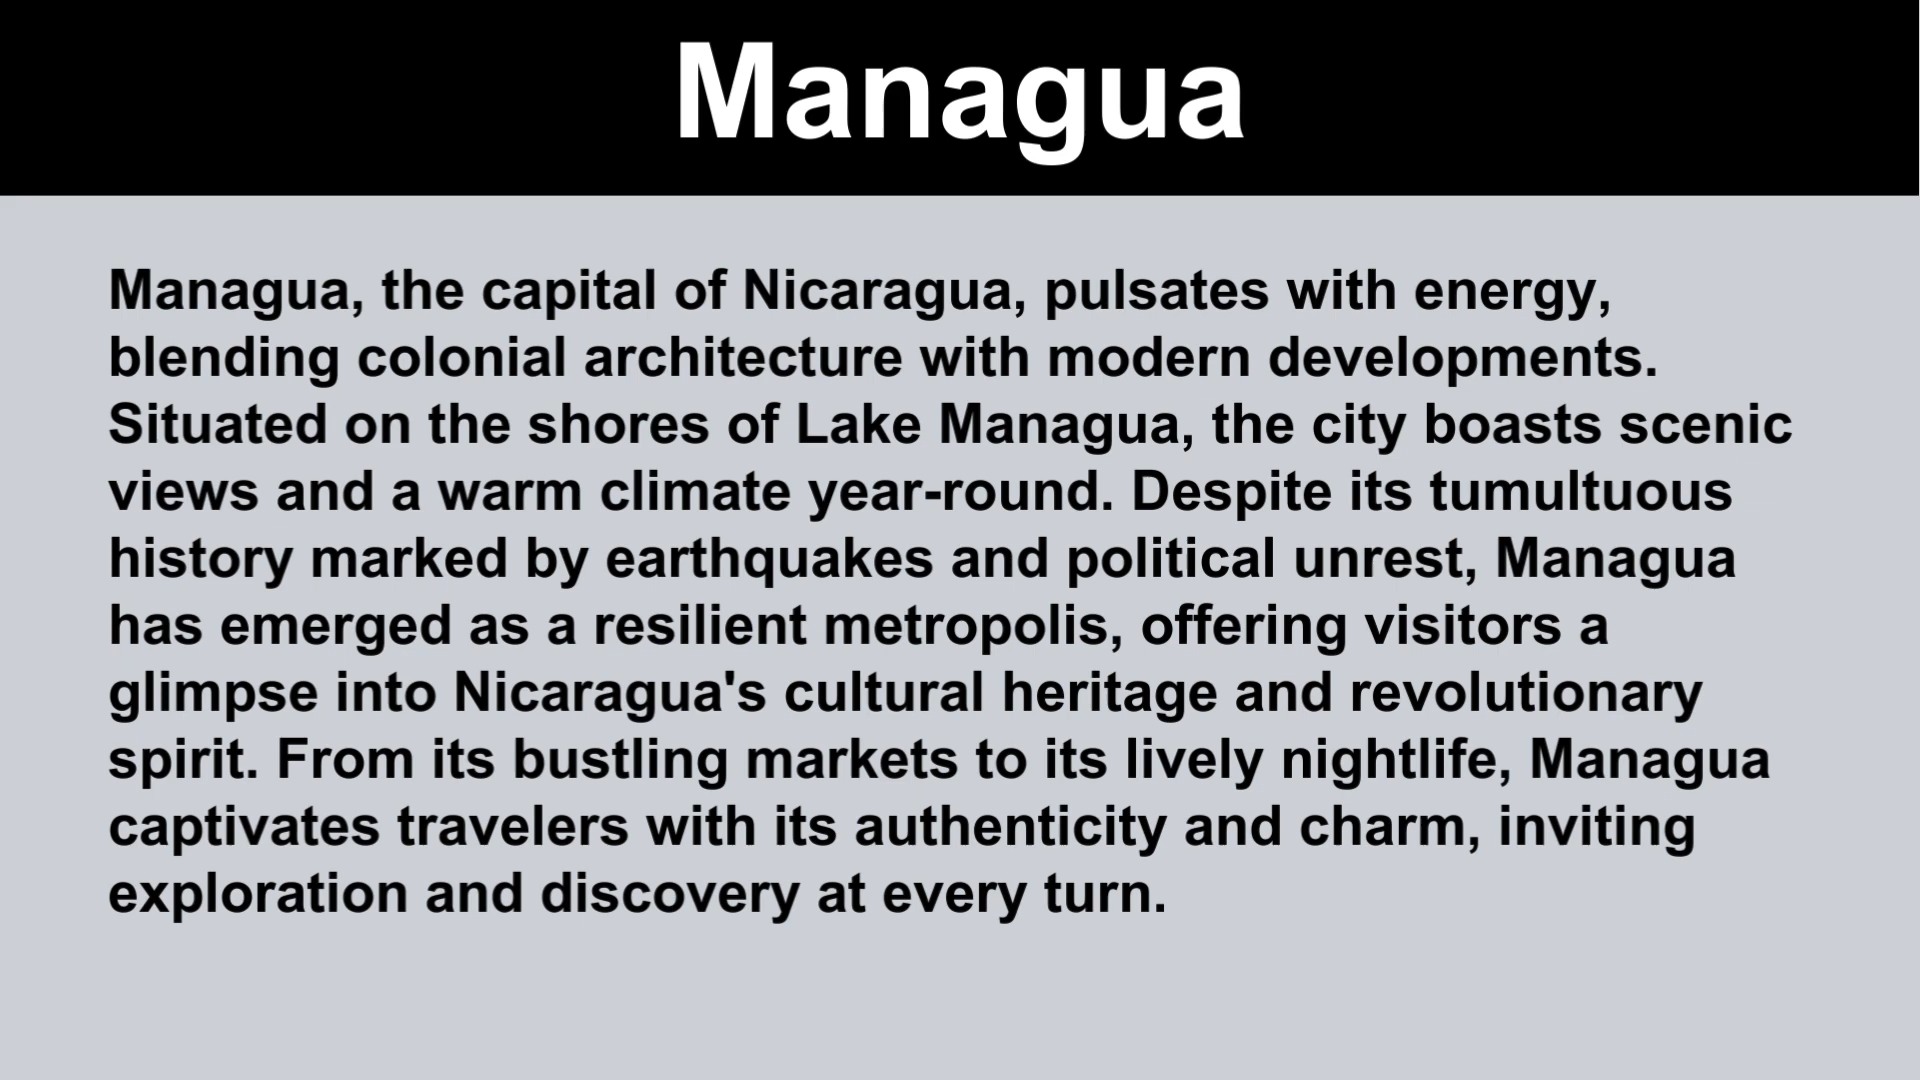 Managua
Managua, the capital of Nicaragua, pulsates with energy,
blending colonial architecture with modern developments.
Situated on the shores of Lake Managua, the city boasts scenic
views and a warm climate year-round. Despite its tumultuous
history marked by earthquakes and political unrest, Managua
has emerged as a resilient metropolis, offering visitors a
glimpse into Nicaragua's cultural heritage and revolutionary
spirit. From its bustling markets to its lively nightlife, Managua
captivates travelers with its authenticity and charm, inviting
exploration and discovery at every turn.